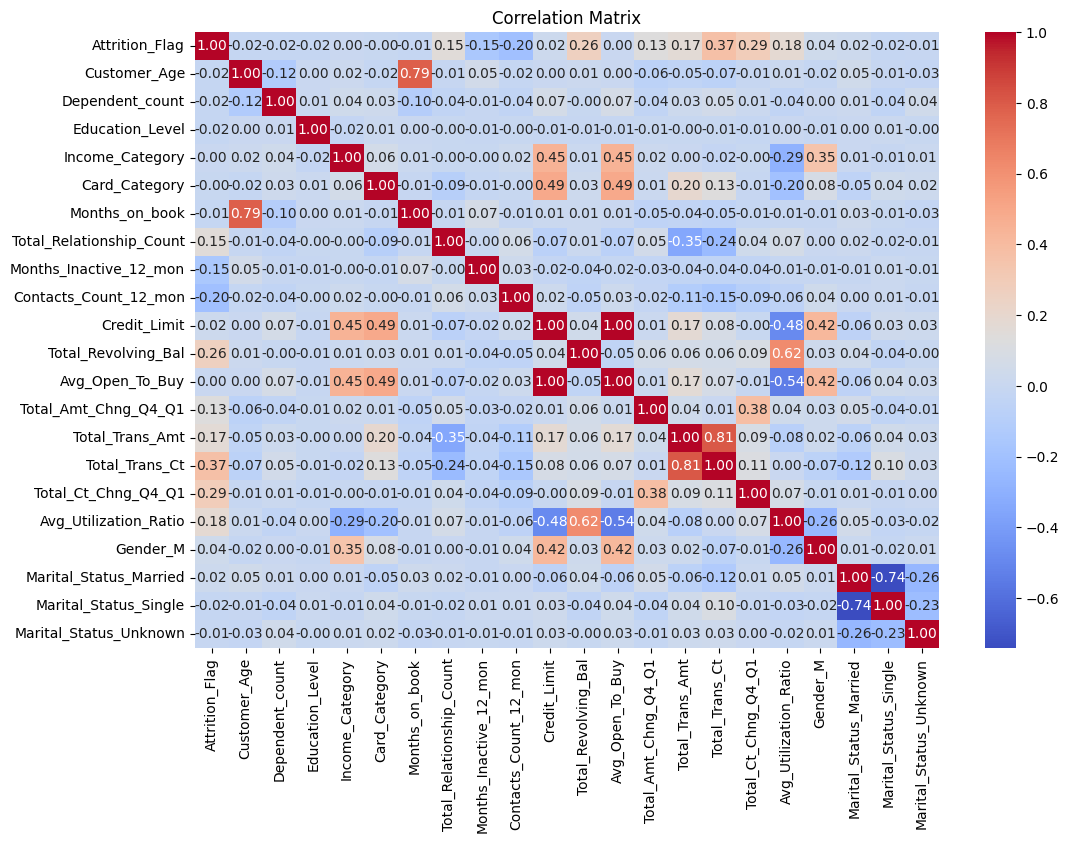 Correlation Matrix
Attrition_Flag 1.00 -0.02 -0.02 -0.02 0.00 -0.00 -0.01 0.15 -0.15 -0.20 0.02 0.26 0.00 0.13 0.17 0.37 0.29 0.18 0.04 0.02 -0.02 -0.01
Customer_Age -0.02 1.00 -0.12 0.00 0.02 -0.02 0.79 -0.01 0.05 -0.02 0.00 0.01 0.00 -0.06 -0.05 -0.07 -0.01 0.01 -0.02 0.05 -0.01 -0.03
Dependent_count -0.02 -0.12 1.00 0.01 0.04 0.03 -0.10 -0.04 -0.01 -0.04 0.07 -0.00 0.07 -0.04 0.03 0.05 0.01 -0.04 0.00 0.01 -0.04 0.04
Education_Level -0.02 0.00 0.01 1.00 -0.02 0.01 0.00 -0.00 -0.01 -0.00 -0.01 -0.01 -0.01 -0.01 -0.00 -0.01 -0.01 0.00 -0.01 0.00 0.01 -0.00
Income_Category 0.00 0.02 0.04 -0.02 1.00 0.06 0.01 -0.00 -0.00 0.02 0.45 0.01 0.45 0.02 0.00 -0.02 -0.00 -0.29 0.35 0.01 -0.01 0.01
Card_Category -0.00 -0.02 0.03 0.01 0.06 1.00 -0.01 -0.09 -0.01 -0.00 0.49 0.03 0.49 0.01 0.20 0.13 -0.01 -0.20 0.08 -0.05 0.04 0.02
Months_on_book -0.01 0.79 -0.10 0.00 0.01 -0.01 1.00 -0.01 0.07 -0.01 0.01 0.01 0.01 -0.05 -0.04 -0.05 -0.01 -0.01 -0.01 0.03 -0.01 -0.03
Total_Relationship_Count 0.15 -0.01 -0.04 -0.00 -0.00 -0.09 -0.01 1.00 -0.00 0.06 -0.07 0.01 -0.07 0.05 -0.35 -0.24 0.04 0.07 0.00 0.02 -0.02 -0.01
Months_Inactive_12_mon -0.15 0.05 -0.01 -0.01 -0.00 -0.01 0.07 -0.00 1.00 0.03 -0.02 -0.04 -0.02 -0.03 -0.04 -0.04 -0.04 -0.01 -0.01 -0.01 0.01 -0.01
Contacts_Count_12_mon -0.20 -0.02 -0.04 -0.00 0.02 -0.00 -0.01 0.06 0.03 1.00 0.02 -0.05 0.03 -0.02 -0.11 -0.15 -0.09 -0.06 0.04 0.00 0.01 -0.01
Credit_Limit 0.02 0.00 0.07 -0.01 0.45 0.49 0.01 -0.07 -0.02 0.02 1.00 0.04 1.00 0.01 0.17 0.08 -0.00 -0.48 0.42 -0.06 0.03 0.03
Total_Revolving_Bal 0.26 0.01 -0.00 -0.01 0.01 0.03 0.01 0.01 -0.04 -0.05 0.04 1.00 -0.05 0.06 0.06 0.06 0.09 0.62 0.03 0.04 -0.04 -0.00
Avg_Open_To_Buy 0.00 0.00 0.07 -0.01 0.45 0.49 0.01 -0.07 -0.02 0.03 1.00 -0.05 1.00 0.01 0.17 0.07 -0.01 -0.54 0.42 -0.06 0.04 0.03
Total_Amt_Chng_Q4_Q1 0.13 -0.06 -0.04 -0.01 0.02 0.01 -0.05 0.05 -0.03 -0.02 0.01 0.06 0.01 1.00 0.04 0.01 0.38 0.04 0.03 0.05 -0.04 -0.01
Total_Trans_Amt 0.17 -0.05 0.03 -0.00 0.00 0.20 -0.04 -0.35 -0.04 -0.11 0.17 0.06 0.17 0.04 1.00 0.81 0.09 -0.08 0.02 -0.06 0.04 0.03
Total_Trans_Ct 0.37 -0.07 0.05 -0.01 -0.02 0.13 -0.05 -0.24 -0.04 -0.15 0.08 0.06 0.07 0.01 0.81 1.00 0.11 0.00 -0.07 -0.12 0.10 0.03
Total_Ct_Chng_Q4_Q1 0.29 -0.01 0.01 -0.01 -0.00 -0.01 -0.01 0.04 -0.04 -0.09 -0.00 0.09 -0.01 0.38 0.09 0.11 1.00 0.07 -0.01 0.01 -0.01 0.00
Avg_Utilization_Ratio 0.18 0.01 -0.04 0.00 -0.29 -0.20 -0.01 0.07 -0.01 -0.06 -0.48 0.62 -0.54 0.04 -0.08 0.00 0.07 1.00 -0.26 0.05 -0.03 -0.02
Gender_M 0.04 -0.02 0.00 -0.01 0.35 0.08 -0.01 0.00 -0.01 0.04 0.42 0.03 0.42 0.03 0.02 -0.07 -0.01 -0.26 1.00 0.01 -0.02 0.01
Marital_Status_Married 0.02 0.05 0.01 0.00 0.01 -0.05 0.03 0.02 -0.01 0.00 -0.06 0.04 -0.06 0.05 -0.06 -0.12 0.01 0.05 0.01 1.00 -0.74 -0.26
Marital_Status_Single -0.02 -0.01 -0.04 0.01 -0.01 0.04 -0.01 -0.02 0.01 0.01 0.03 -0.04 0.04 -0.04 0.04 0.10 -0.01 -0.03 -0.02 -0.74 1.00 -0.23
Marital_Status_Unknown -0.01 -0.03 0.04 -0.00 0.01 0.02 -0.03 -0.01 -0.01 -0.01 0.03 -0.00 0.03 -0.01 0.03 0.03 0.00 -0.02 0.01 -0.26 -0.23 1.00
Attrition_Flag
Customer_Age
Dependent_count
Education_Level
Income_Category
Card_Category
Months_on_book
Total_Relationship_Count
Months_Inactive_12_mon
Contacts_Count_12_mon
Credit_Limit
Total_Revolving_Bal
Avg_Open_To_Buy
Total_Amt_Chng_Q4_Q1
Total_Trans_Amt
Total_Trans_Ct
Total_Ct_Chng_Q4_Q1
Avg_Utilization_Ratio
Gender_M
Marital_Status_Married
Marital_Status_Single
Marital_Status_Unknown
1.0
0.8
0.6
0.4
0.2
0.0
−0.2
−0.4
−0.6